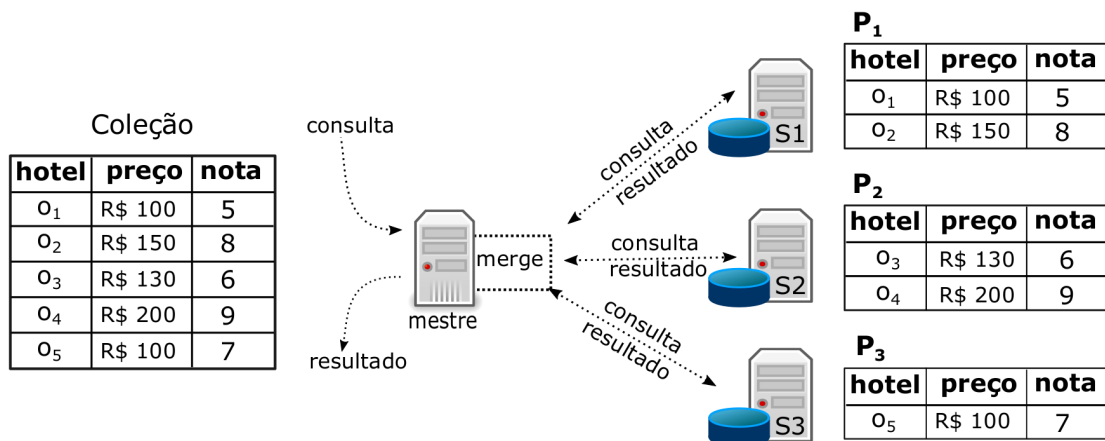 Coleção
hotel preço nota
o₁ R$ 100 5
o₂ R$ 150 8
o₃ R$ 130 6
o₄ R$ 200 9
o₅ R$ 100 7
consulta
resultado
mestre
merge
consulta
resultado
consulta
resultado
consulta
resultado
S1
S2
S3
P₁
hotel preço nota
o₁ R$ 100 5
o₂ R$ 150 8
P₂
hotel preço nota
o₃ R$ 130 6
o₄ R$ 200 9
P₃
hotel preço nota
o₅ R$ 100 7